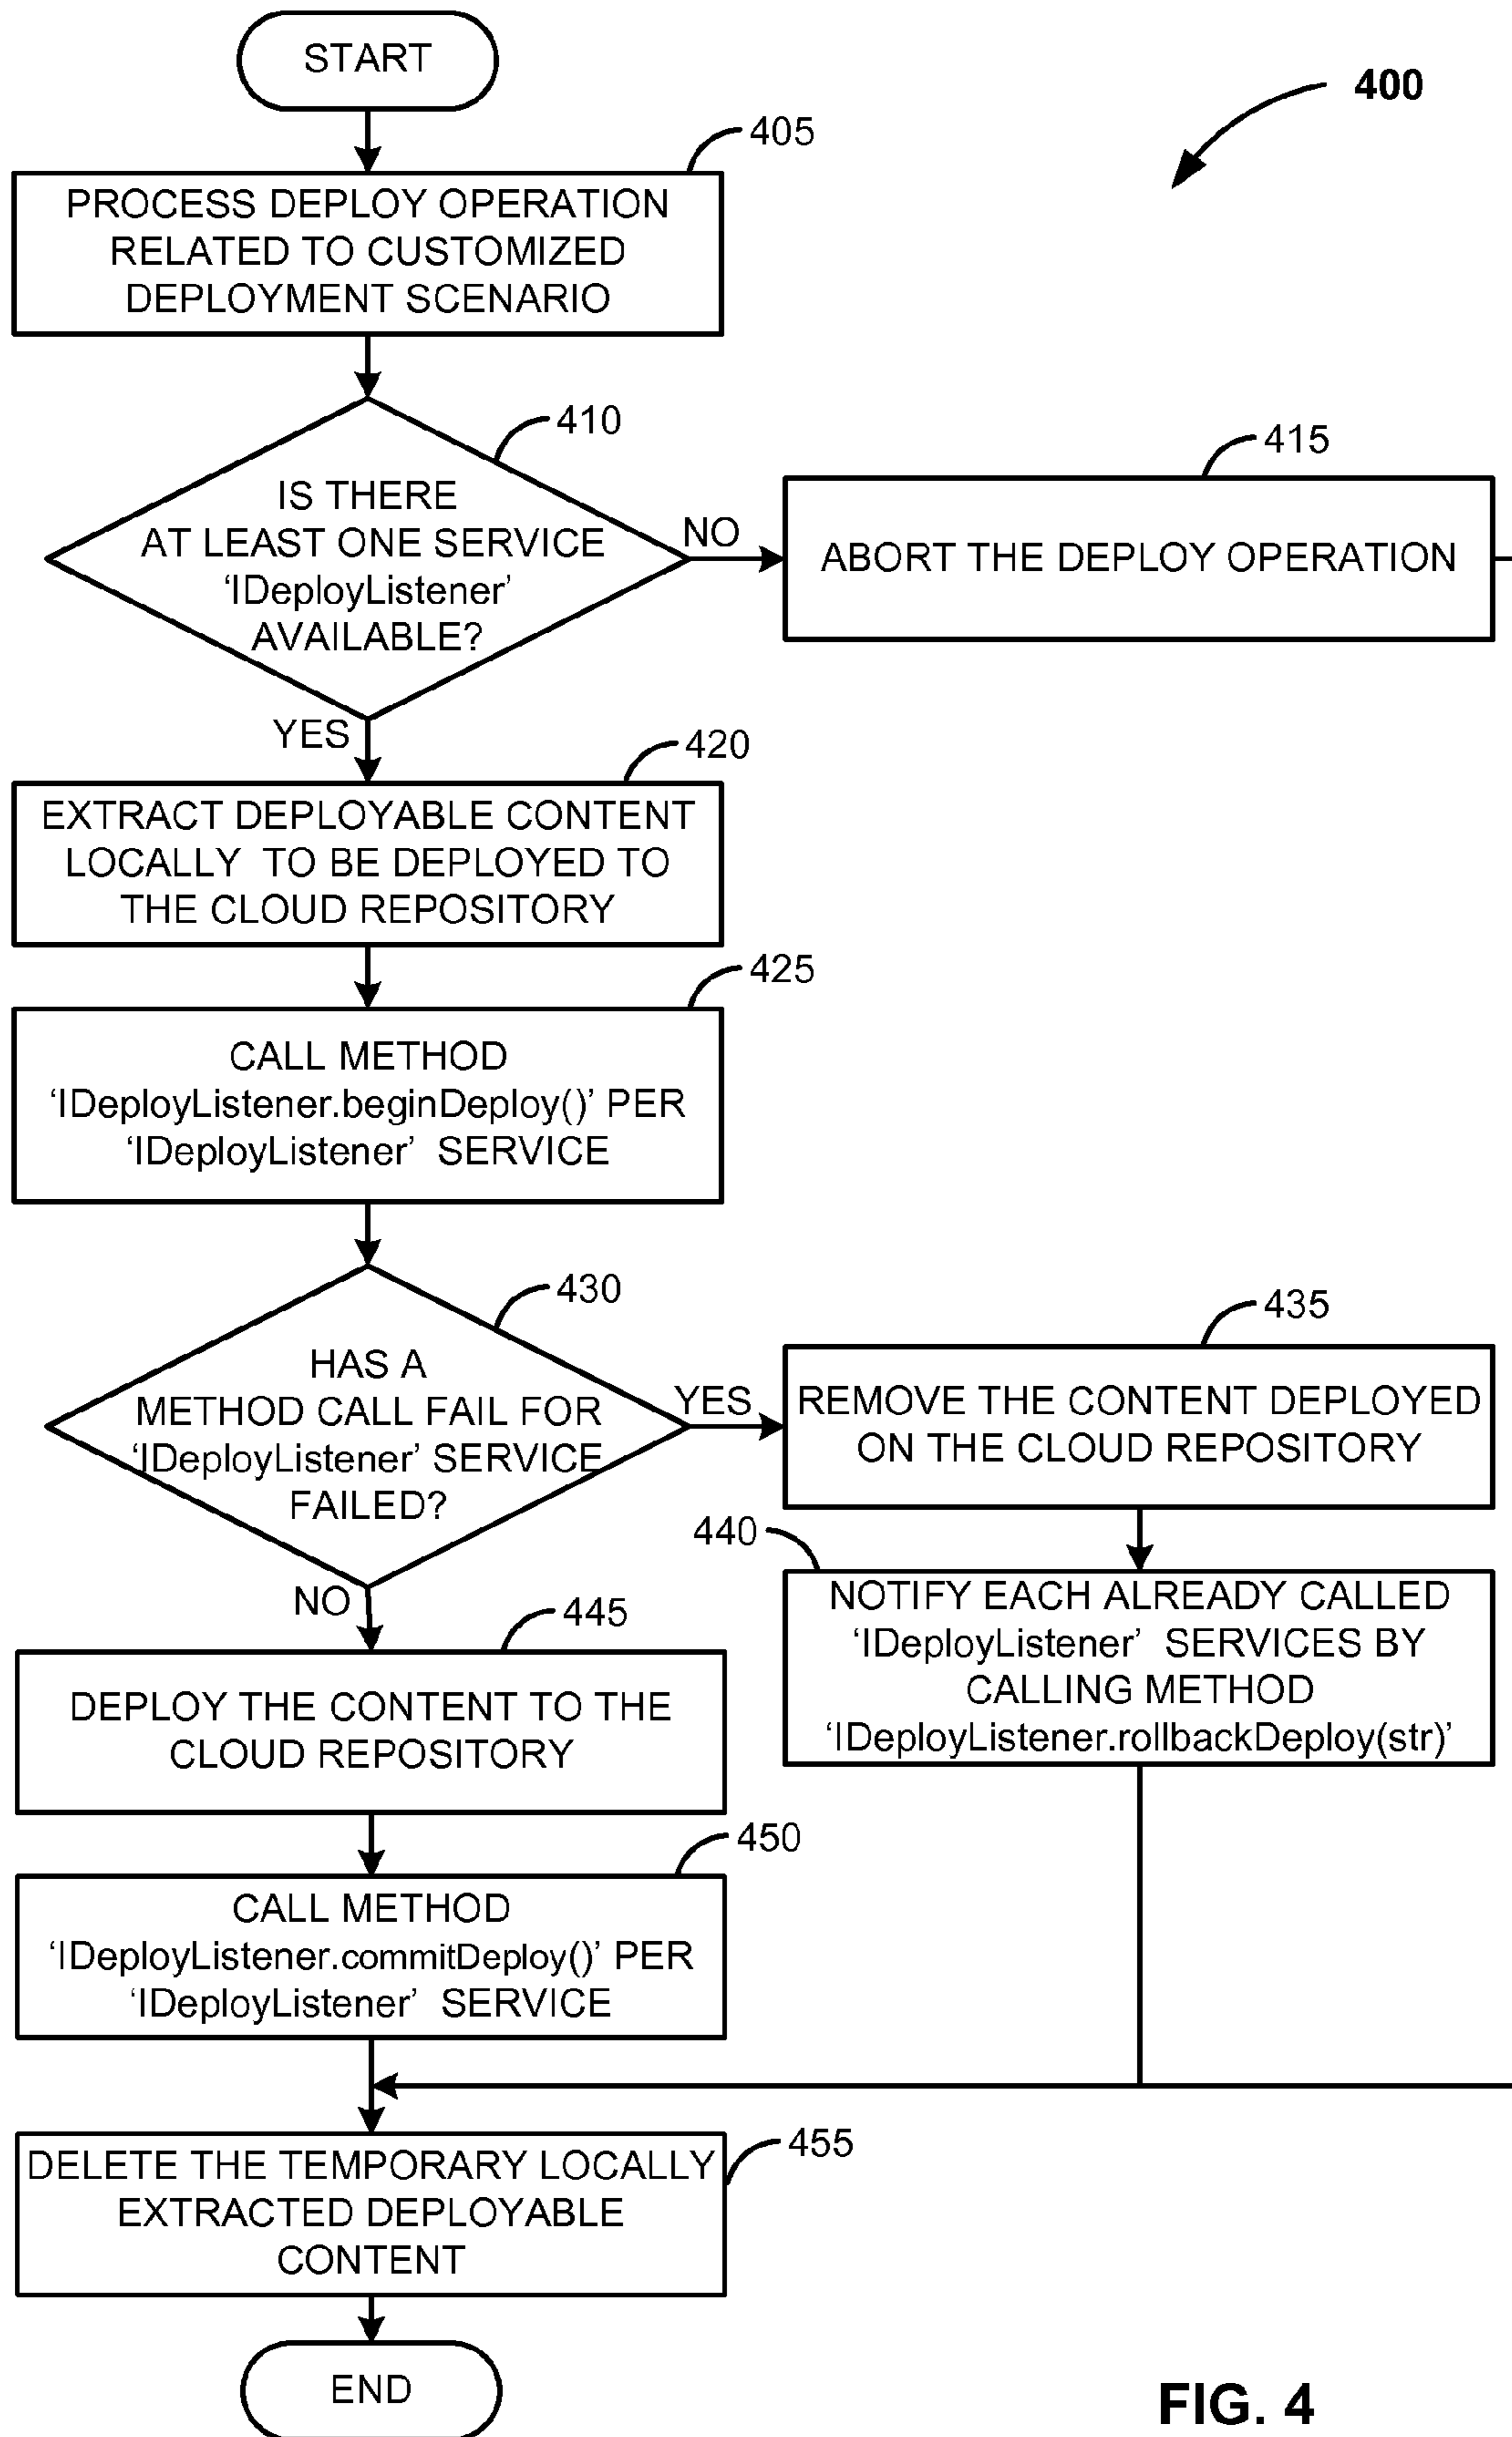 START
400
405
PROCESS DEPLOY OPERATION
RELATED TO CUSTOMIZED
DEPLOYMENT SCENARIO
410
IS THERE
AT LEAST ONE SERVICE
‘IDeployListener’
AVAILABLE?
NO
415
ABORT THE DEPLOY OPERATION
YES
420
EXTRACT DEPLOYABLE CONTENT
LOCALLY TO BE DEPLOYED TO
THE CLOUD REPOSITORY
425
CALL METHOD
‘IDeployListener.beginDeploy()’ PER
‘IDeployListener’ SERVICE
430
HAS A
METHOD CALL FAIL FOR
‘IDeployListener’ SERVICE
FAILED?
YES
435
REMOVE THE CONTENT DEPLOYED
ON THE CLOUD REPOSITORY
440
NOTIFY EACH ALREADY CALLED
‘IDeployListener’ SERVICES BY
CALLING METHOD
‘IDeployListener.rollbackDeploy(str)’
NO
445
DEPLOY THE CONTENT TO THE
CLOUD REPOSITORY
450
CALL METHOD
‘IDeployListener.commitDeploy()’ PER
‘IDeployListener’ SERVICE
455
DELETE THE TEMPORARY LOCALLY
EXTRACTED DEPLOYABLE
CONTENT
END
FIG. 4